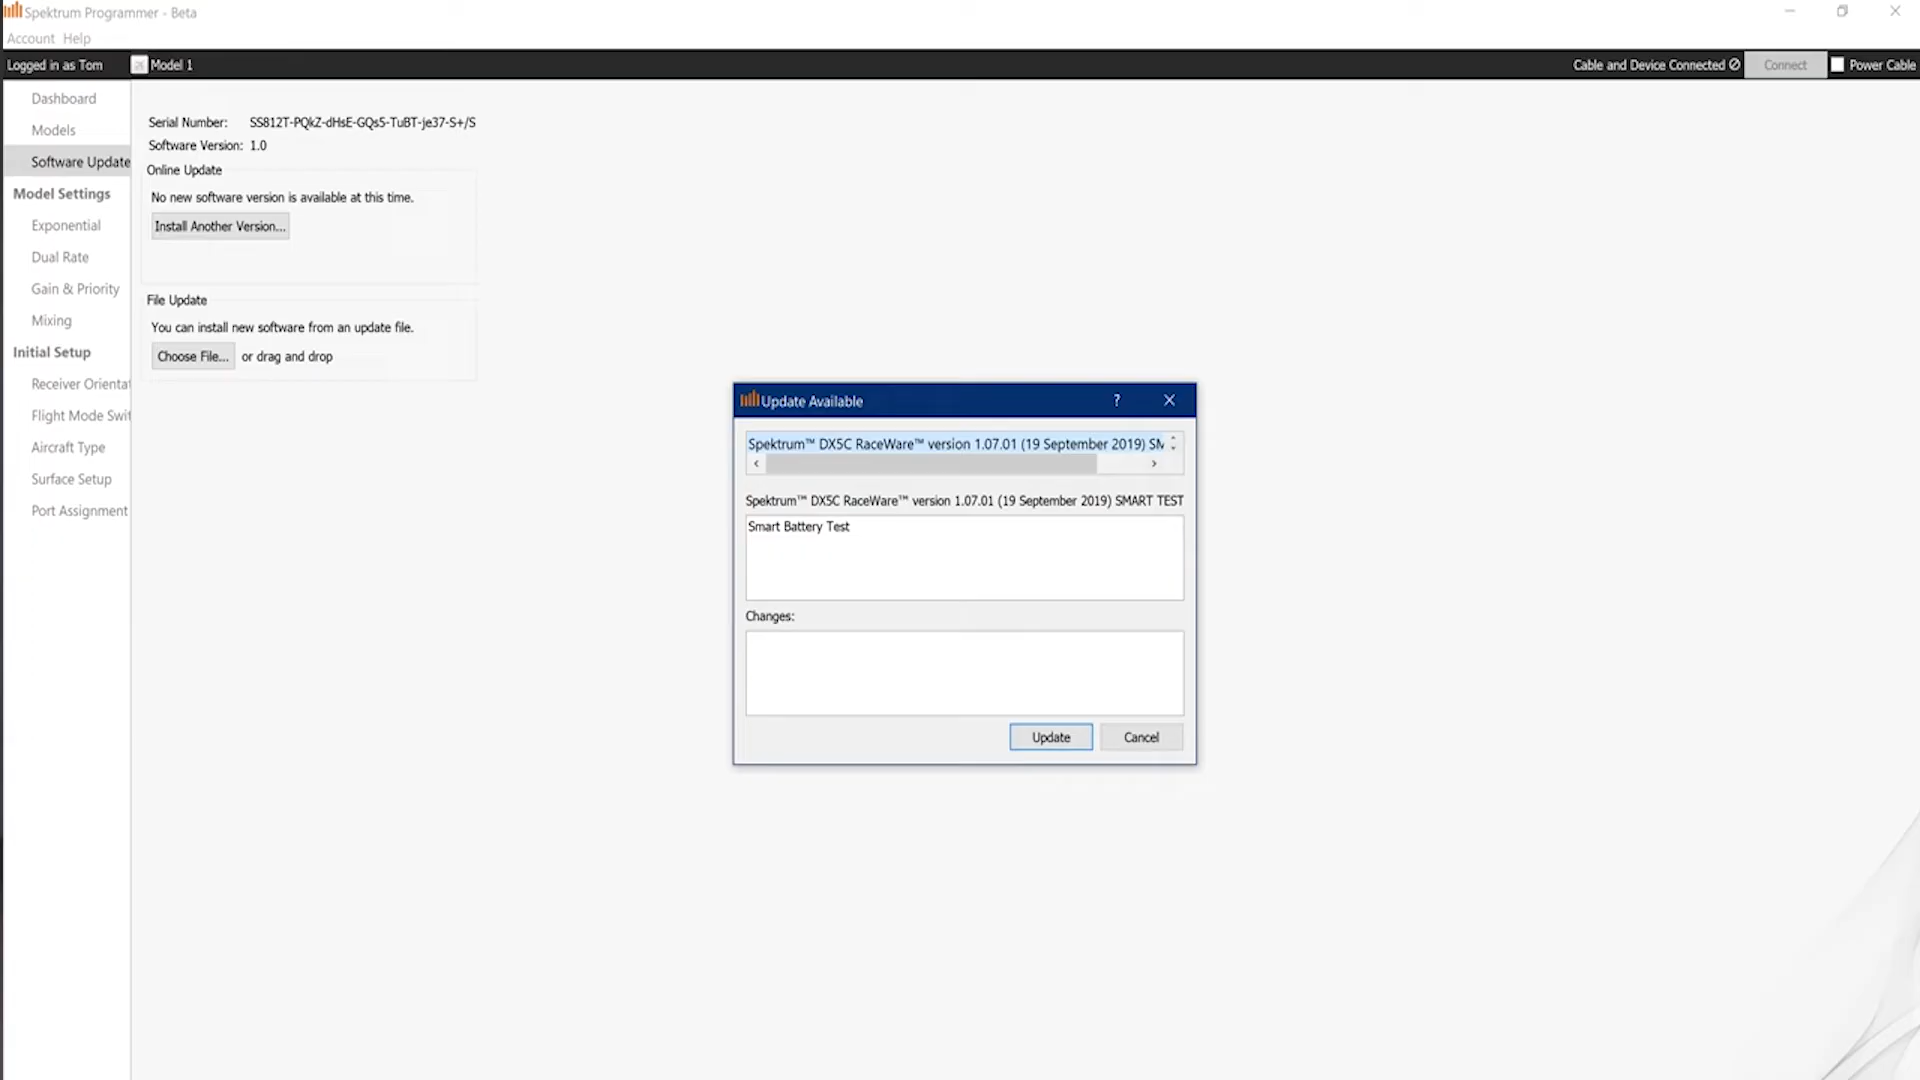 Spektrum Programmer - Beta
Account Help
Logged in as Tom
Model 1
Cable and Device Connected
Connect
Power Cable
Dashboard
Models
Software Update
Model Settings
Exponential
Dual Rate
Gain & Priority
Mixing
Initial Setup
Receiver Orientat
Flight Mode Swit
Aircraft Type
Surface Setup
Port Assignment
Serial Number: SS812T-PQkZ-dHsE-GQs5-TuBT-je37-S+/S
Software Version: 1.0
Online Update
No new software version is available at this time.
Install Another Version...
File Update
You can install new software from an update file.
Choose File... or drag and drop
Update Available
?
Spektrum™ DX5C RaceWare™ version 1.07.01 (19 September 2019) SM
Spektrum™ DX5C RaceWare™ version 1.07.01 (19 September 2019) SMART TEST
Smart Battery Test
Changes:
Update
Cancel